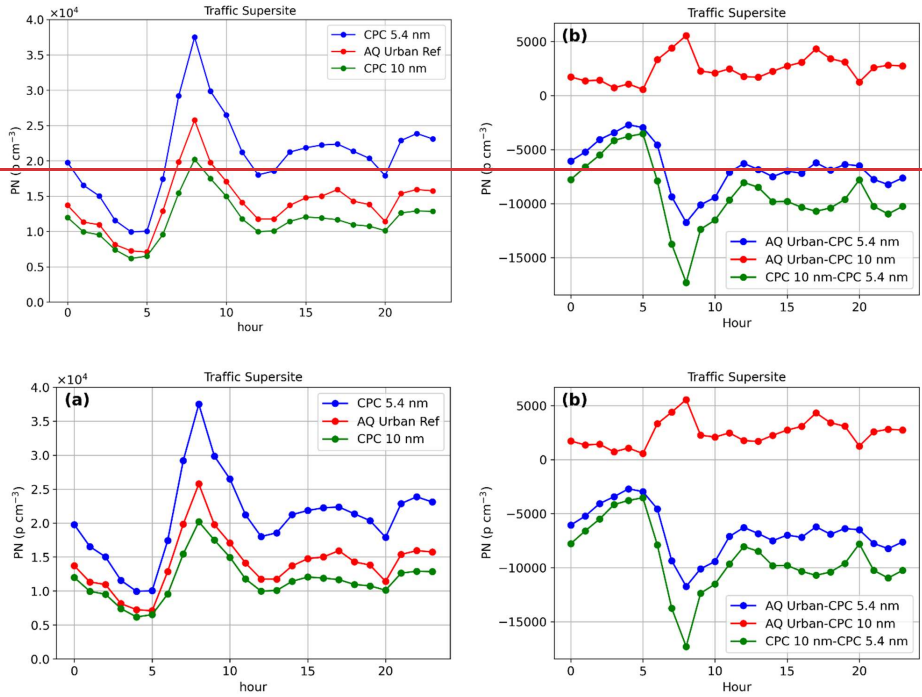 Traffic Supersite
×10⁴
4.0
3.5
3.0
2.5
2.0
1.5
1.0
0.5
0.0
PN (p cm⁻³)
CPC 5.4 nm
AQ Urban Ref
CPC 10 nm
0 5 10 15 20
hour
Traffic Supersite
(b)
5000
0
−5000
−10000
−15000
PN (p cm⁻³)
AQ Urban-CPC 5.4 nm
AQ Urban-CPC 10 nm
CPC 10 nm-CPC 5.4 nm
0 5 10 15 20
Hour
Traffic Supersite
×10⁴
(a)
4.0
3.5
3.0
2.5
2.0
1.5
1.0
0.5
0.0
PN (p cm⁻³)
CPC 5.4 nm
AQ Urban Ref
CPC 10 nm
0 5 10 15 20
hour
Traffic Supersite
(b)
5000
0
−5000
−10000
−15000
PN (p cm⁻³)
AQ Urban-CPC 5.4 nm
AQ Urban-CPC 10 nm
CPC 10 nm-CPC 5.4 nm
0 5 10 15 20
Hour